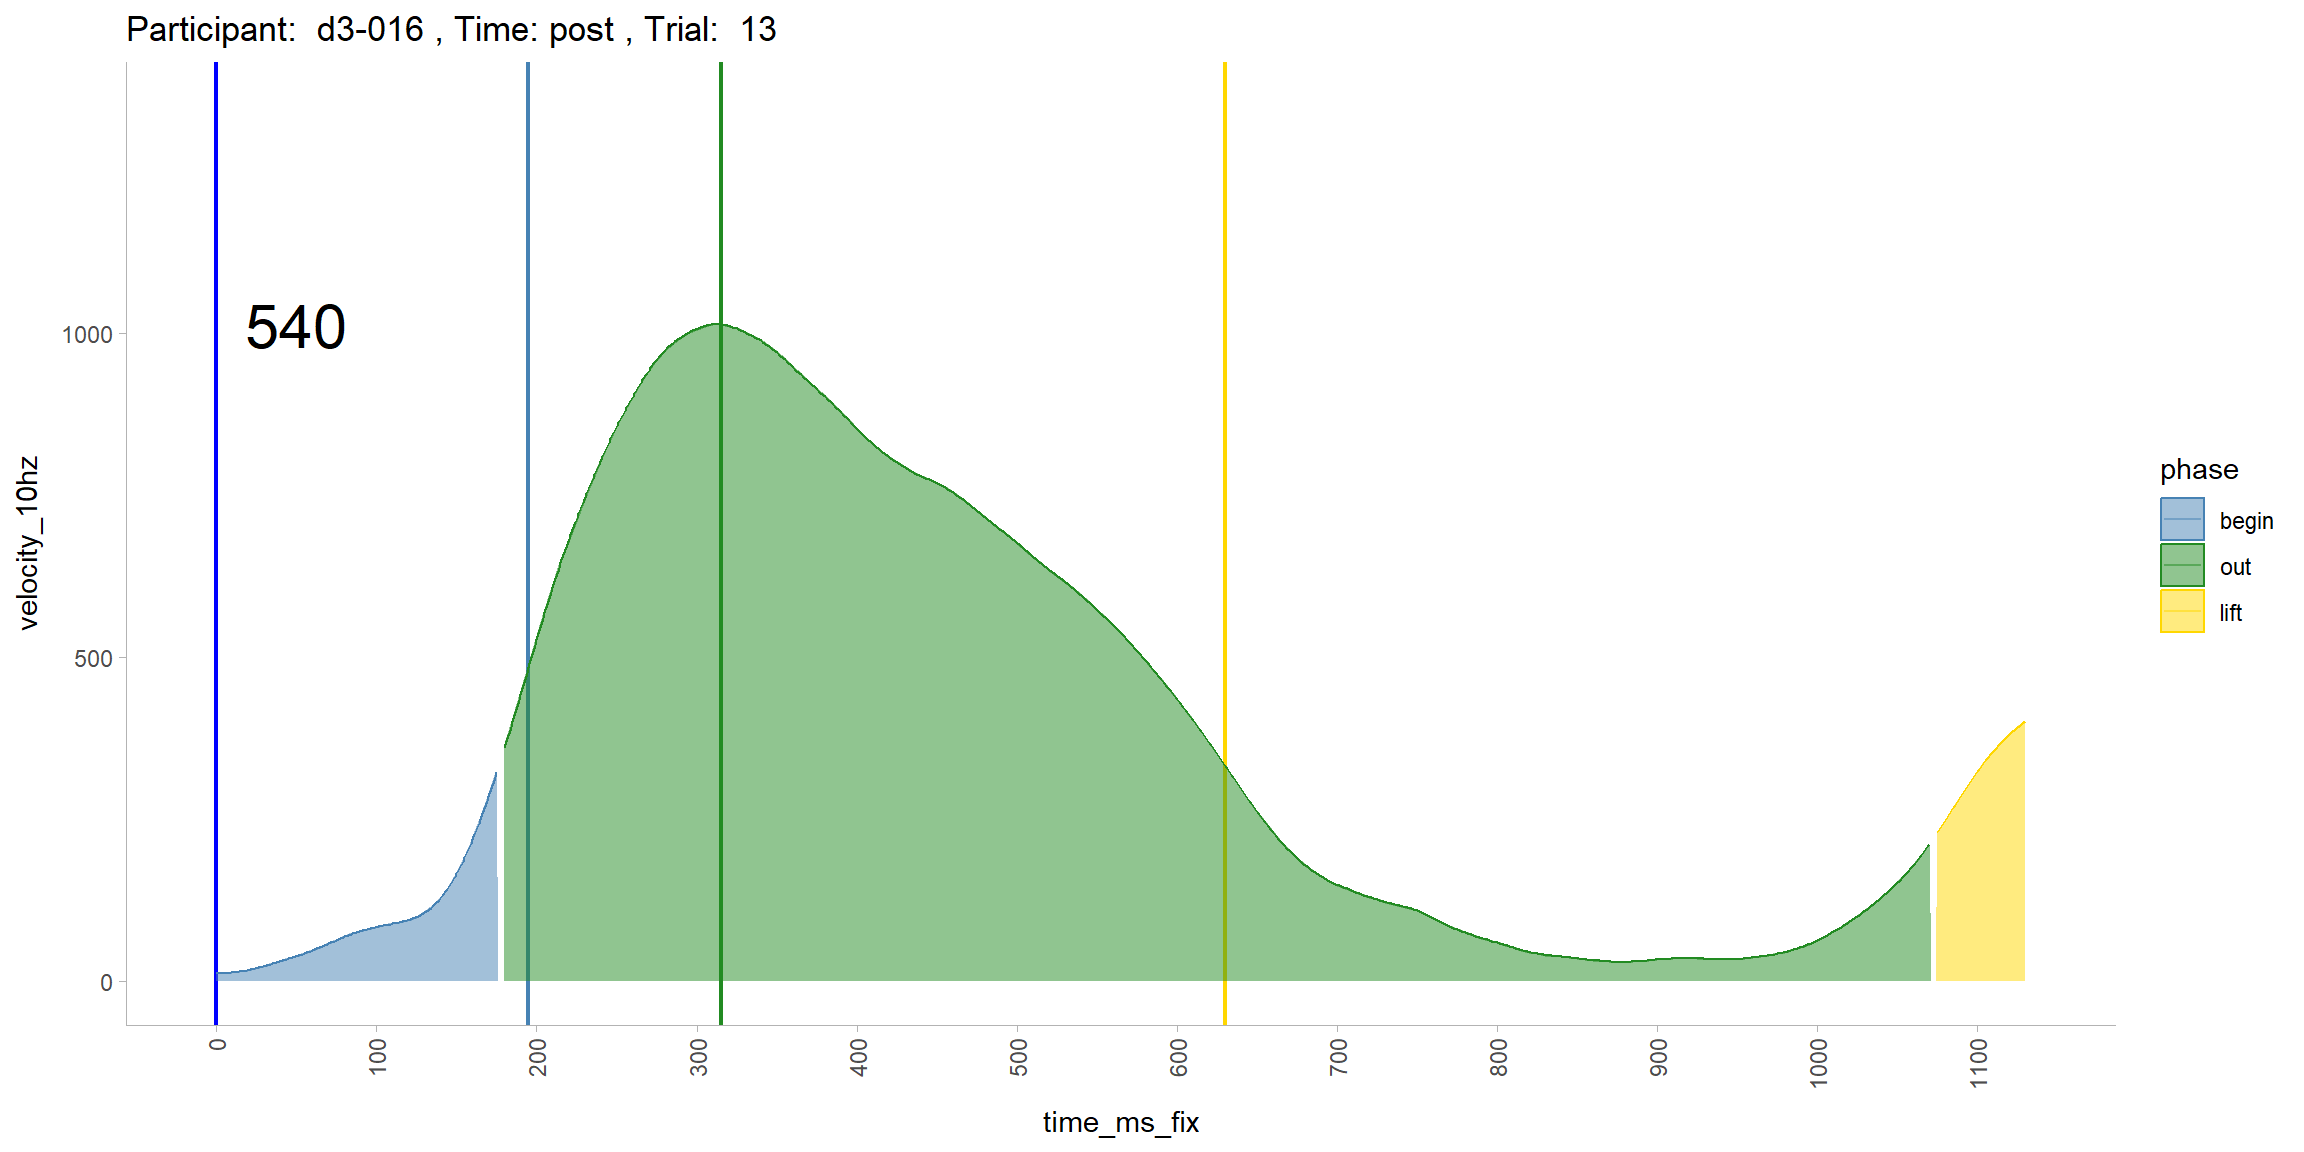 Participant:  d3-016 , Time: post , Trial:  13
540
velocity_10hz
1000
500
0
0
100
200
300
400
500
600
700
800
900
1000
1100
time_ms_fix
phase
begin
out
lift